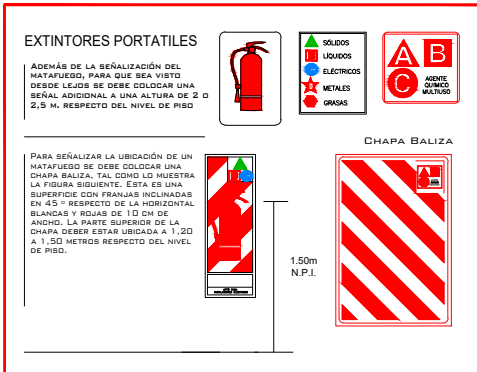 EXTINTORES PORTATILES
ADEMÁS DE LA SEÑALIZACIÓN DEL
MATAFUEGO, PARA QUE SEA VISTO
DESDE LEJOS SE DEBE COLOCAR UNA
SEÑAL ADICIONAL A UNA ALTURA DE 2 O
2,5 M. RESPECTO DEL NIVEL DE PISO
SÓLIDOS
LÍQUIDOS
ELÉCTRICOS
METALES
GRASAS
A B
C
AGENTE
QUIMICO
MULTIUSO
CHAPA BALIZA
PARA SEÑALIZAR LA UBICACIÓN DE UN
MATAFUEGO SE DEBE COLOCAR UNA
CHAPA BALIZA, TAL COMO LO MUESTRA
LA FIGURA SIGUIENTE. ESTA ES UNA
SUPERFICIE CON FRANJAS INCLINADAS
EN 45 º RESPECTO DE LA HORIZONTAL
BLANCAS Y ROJAS DE 10 CM DE
ANCHO. LA PARTE SUPERIOR DE LA
CHAPA DEBER ESTAR UBICADA A 1,20
A 1,50 METROS RESPECTO DEL NIVEL
DE PISO.
1.50m
N.P.I.